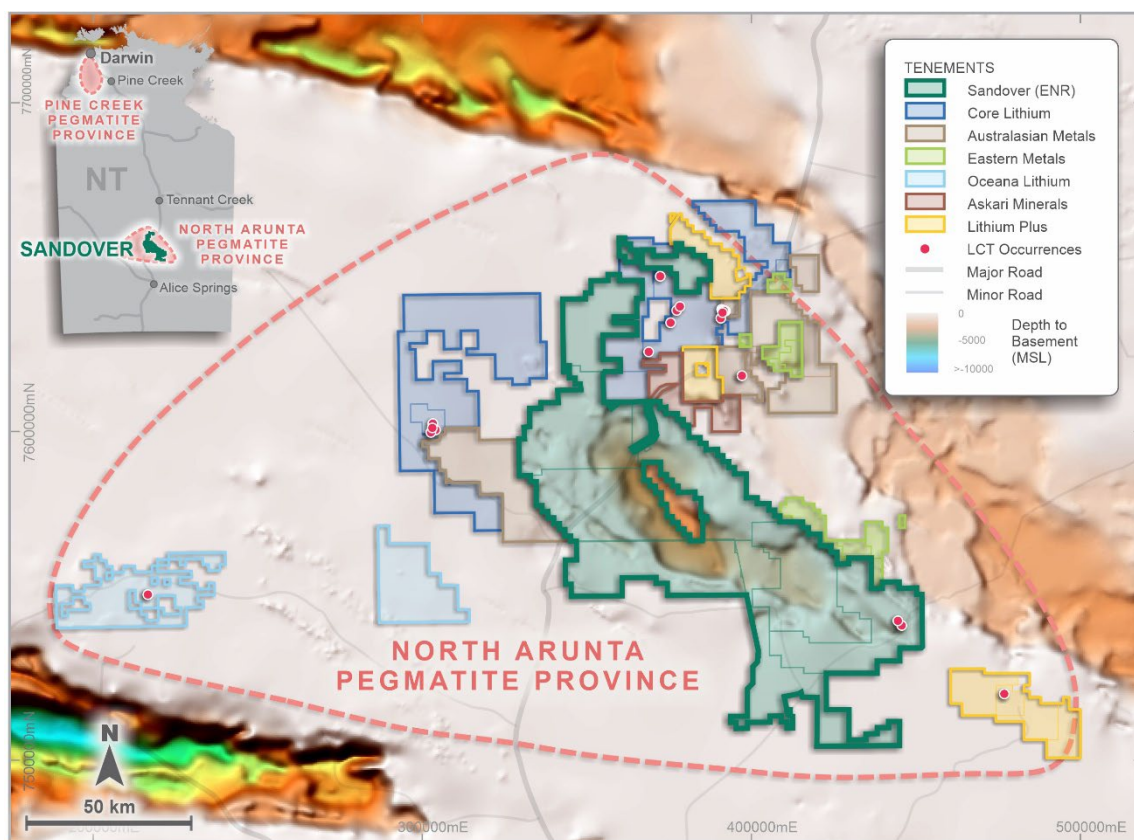 Darwin
Pine Creek
PINE CREEK
PEGMATITE
PROVINCE
NT
Tennant Creek
SANDOVER
NORTH ARUNTA
PEGMATITE
PROVINCE
Alice Springs
TENEMENTS
Sandover (ENR)
Core Lithium
Australasian Metals
Eastern Metals
Oceana Lithium
Askari Minerals
Lithium Plus
LCT Occurrences
Major Road
Minor Road
0
-5000
>-10000
Depth to
Basement
(MSL)
7700000mN
7600000mN
7500000mN
NORTH ARUNTA
PEGMATITE PROVINCE
N
50 km
300000mE
400000mE
500000mE